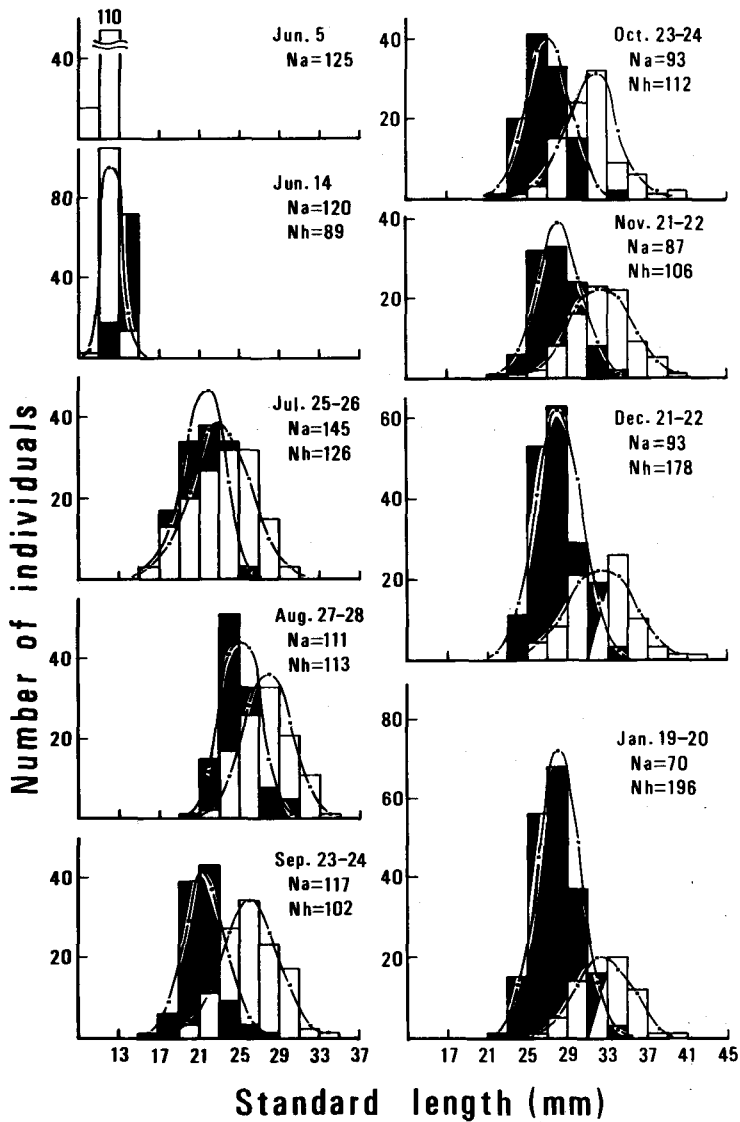 110
Jun. 5
Na=125
40
Jun. 14
Na=120
Nh=89
80
40
Jul. 25-26
Na=145
Nh=126
40
20
Aug. 27-28
Na=111
Nh=113
40
20
Sep. 23-24
Na=117
Nh=102
40
20
13 17 21 25 29 33 37
Oct. 23-24
Na=93
Nh=112
40
20
Nov. 21-22
Na=87
Nh=106
40
20
Dec. 21-22
Na=93
Nh=178
60
40
20
Jan. 19-20
Na=70
Nh=196
80
60
40
20
17 21 25 29 33 37 41 45
Number of individuals
Standard length (mm)